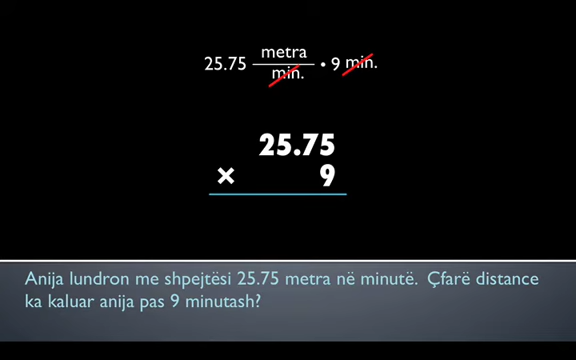 25.75 metra/min. • 9 min.
25.75
× 9
Anija lundron me shpejtësi 25.75 metra në minutë. Çfarë distance
ka kaluar anija pas 9 minutash?